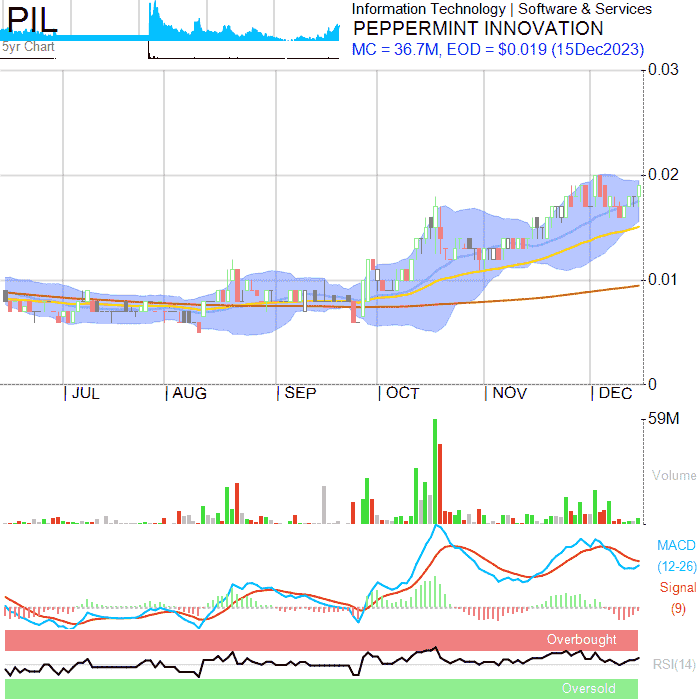 PIL
5yr Chart
Information Technology | Software & Services
PEPPERMINT INNOVATION
MC = 36.7M, EOD = $0.019 (15Dec2023)
0.03
0.02
0.01
0
JUL
AUG
SEP
OCT
NOV
DEC
59M
Volume
MACD
(12-26)
Signal
(9)
Overbought
RSI(14)
Oversold